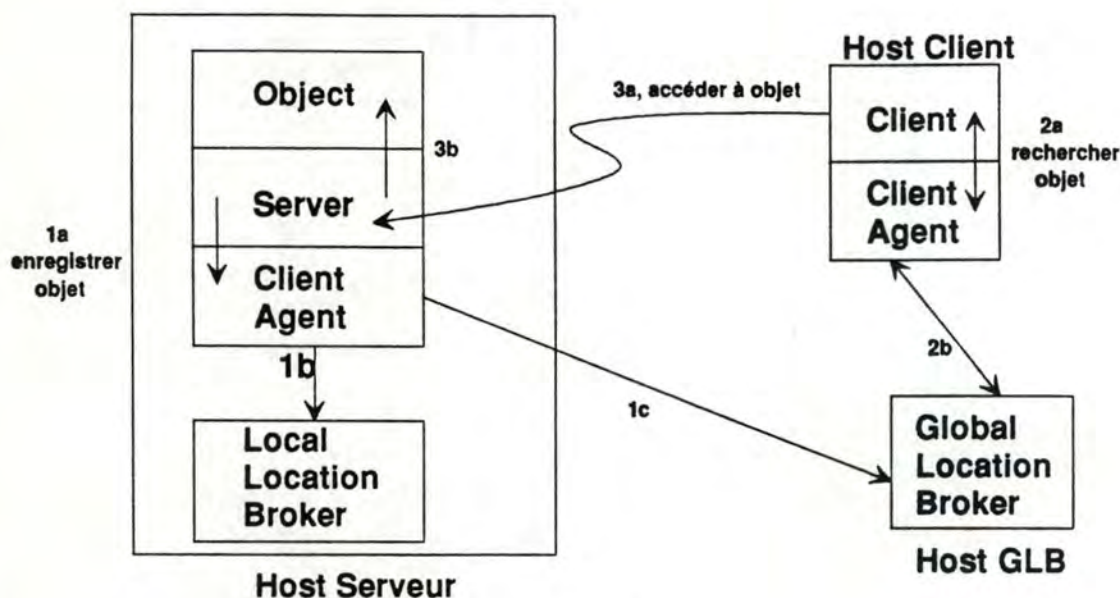 Host Client
Object
3a, accéder à objet
Client
2a
rechercher
objet
3b
Server
Client
Agent
1a
enregistrer
objet
Client
Agent
1b
2b
1c
Local
Location
Broker
Global
Location
Broker
Host GLB
Host Serveur